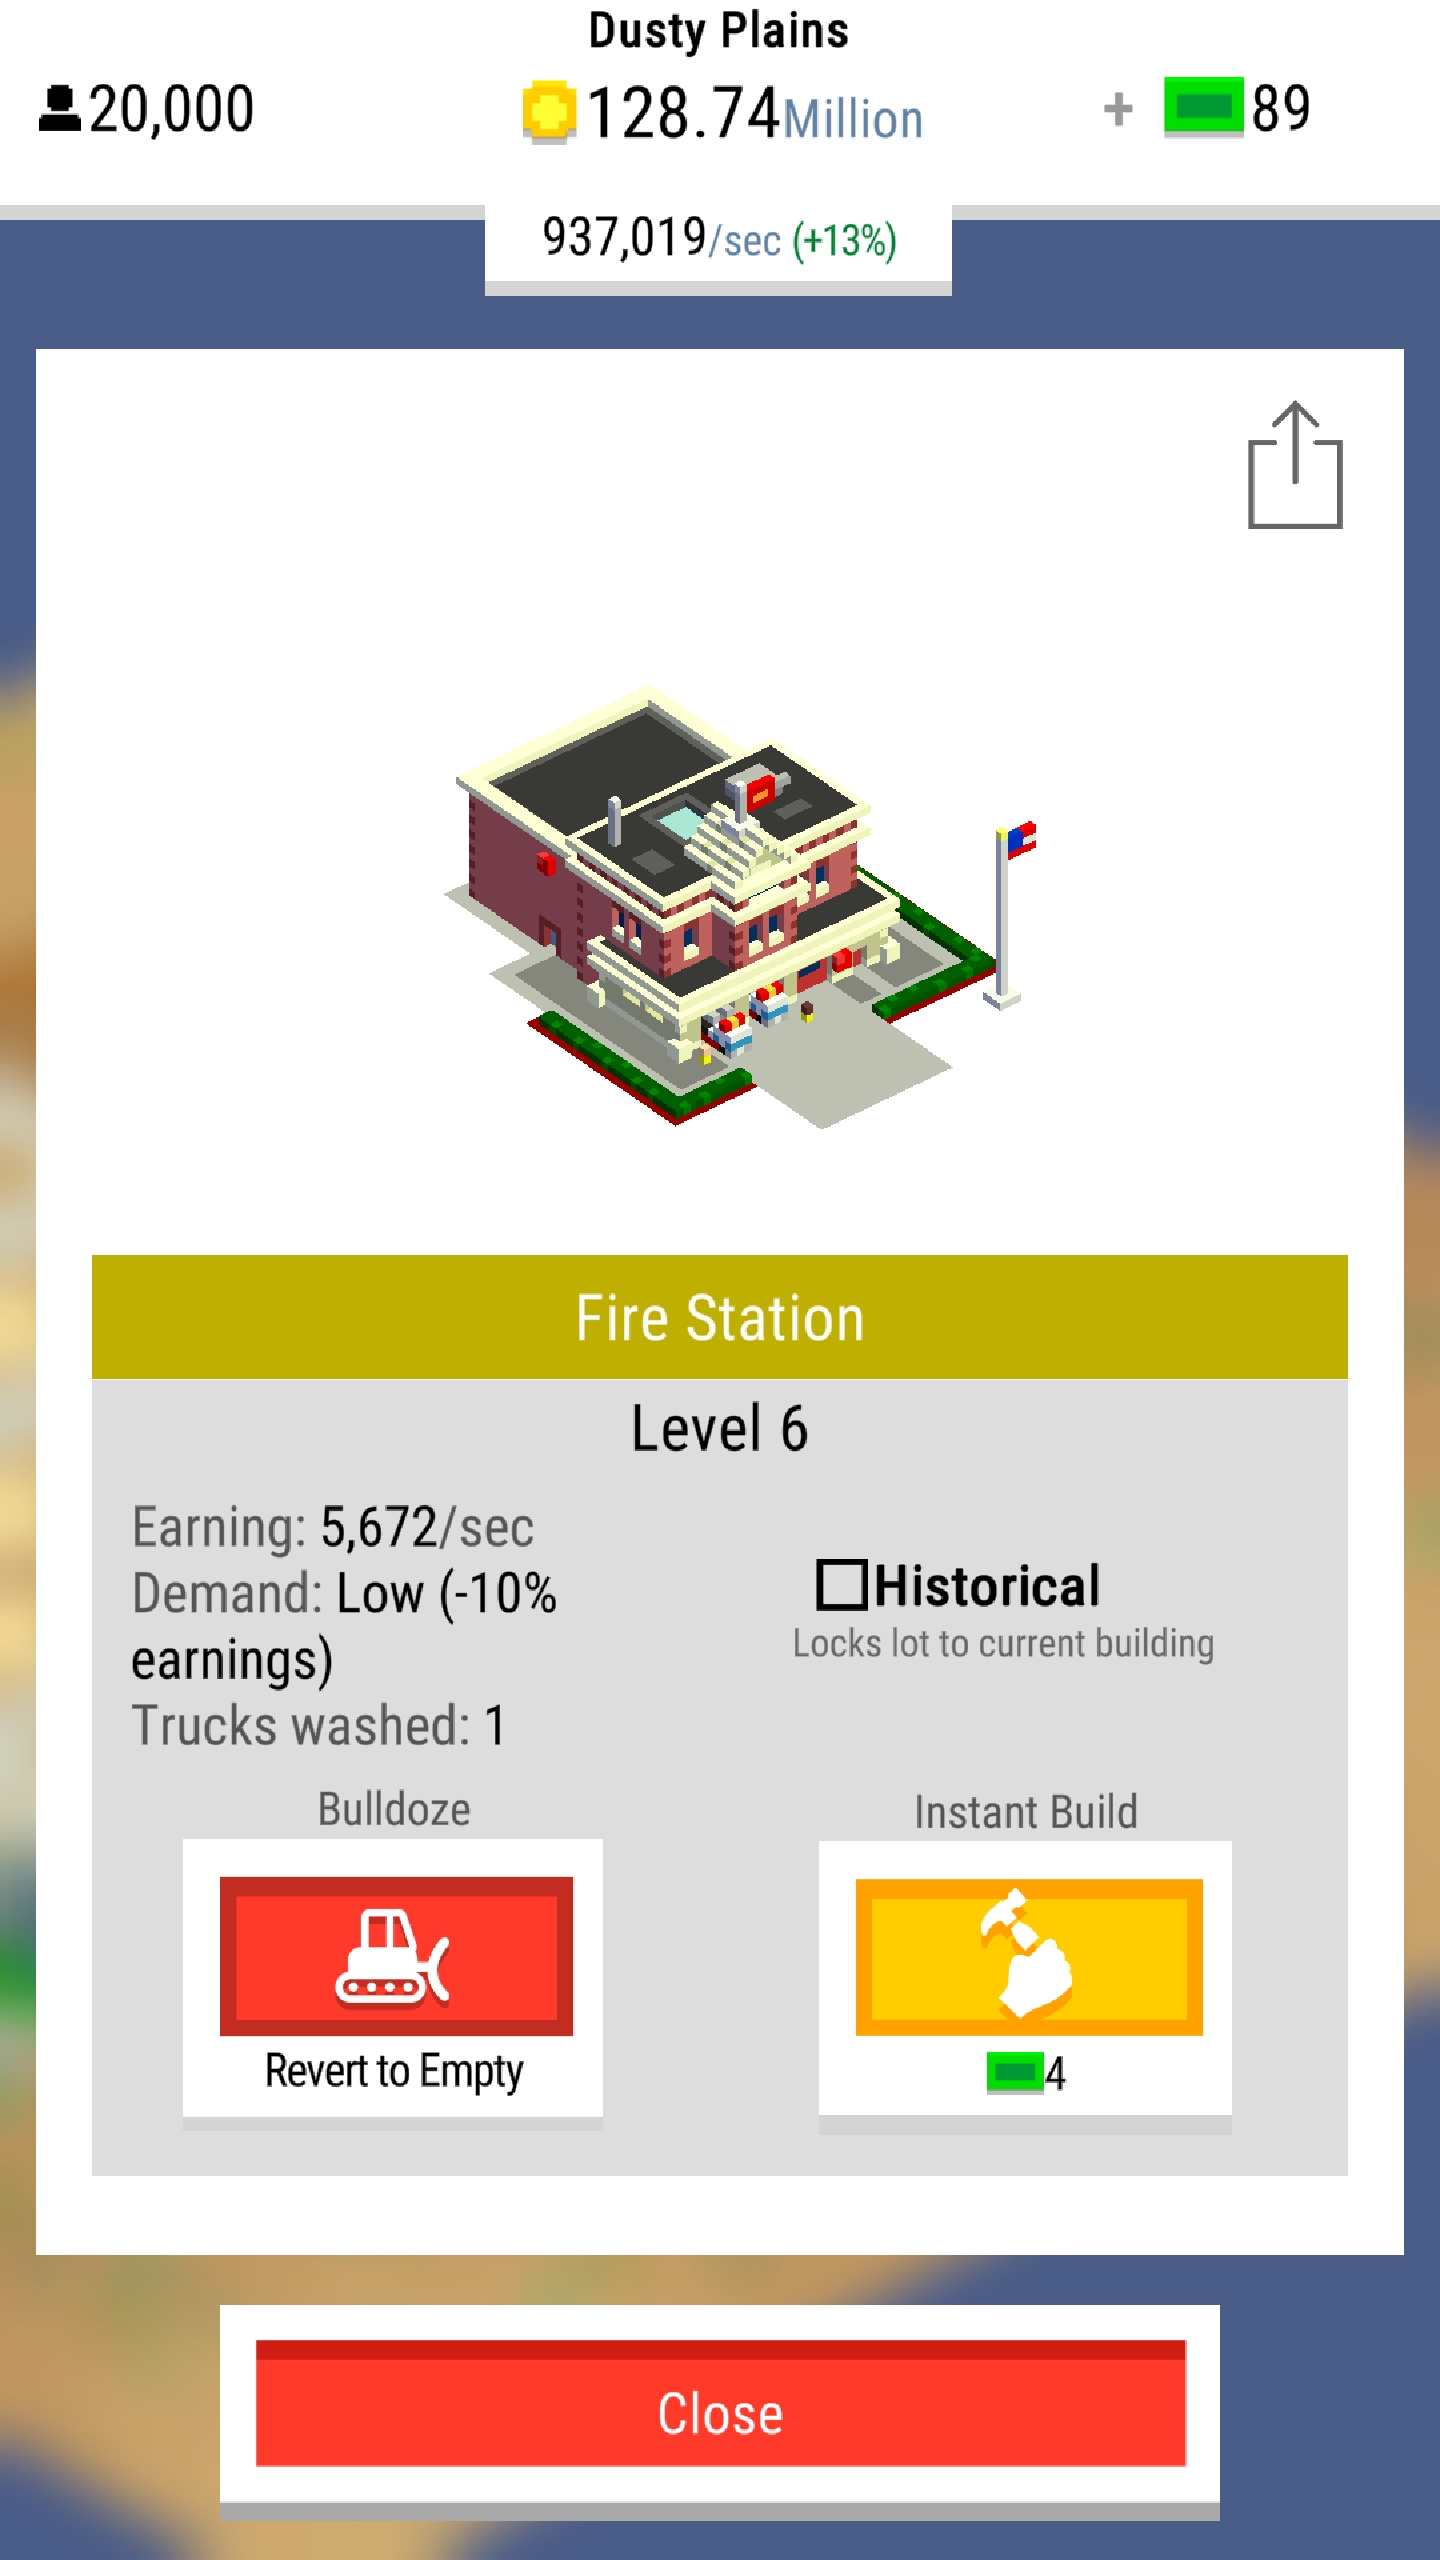 Dusty Plains
20,000
128.74Million
+ 89
937,019/sec (+13%)
Fire Station
Level 6
Earning: 5,672/sec
Demand: Low (-10%
earnings)
Trucks washed: 1
Historical
Locks lot to current building
Bulldoze
Revert to Empty
Instant Build
4
Close